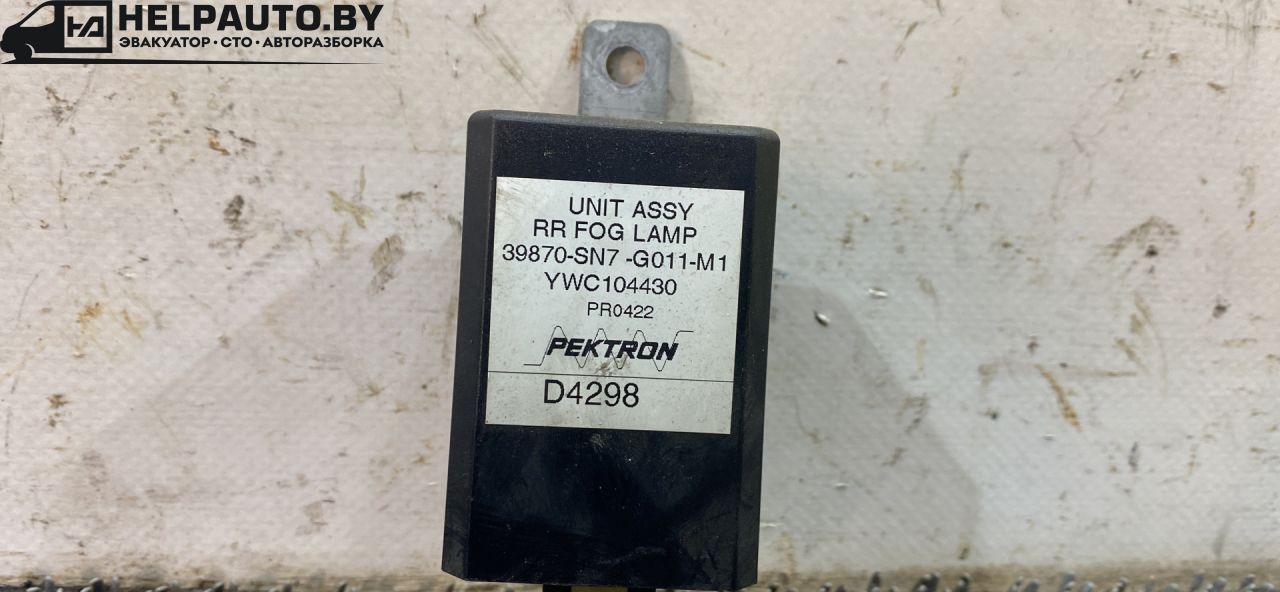 HELPAUTO.BY
ЭВАКУАТОР · СТО · АВТОРАЗБОРКА
UNIT ASSY
RR FOG LAMP
39870-SN7 -G011-M1
YWC104430
PR0422
PEKTRON
D4298